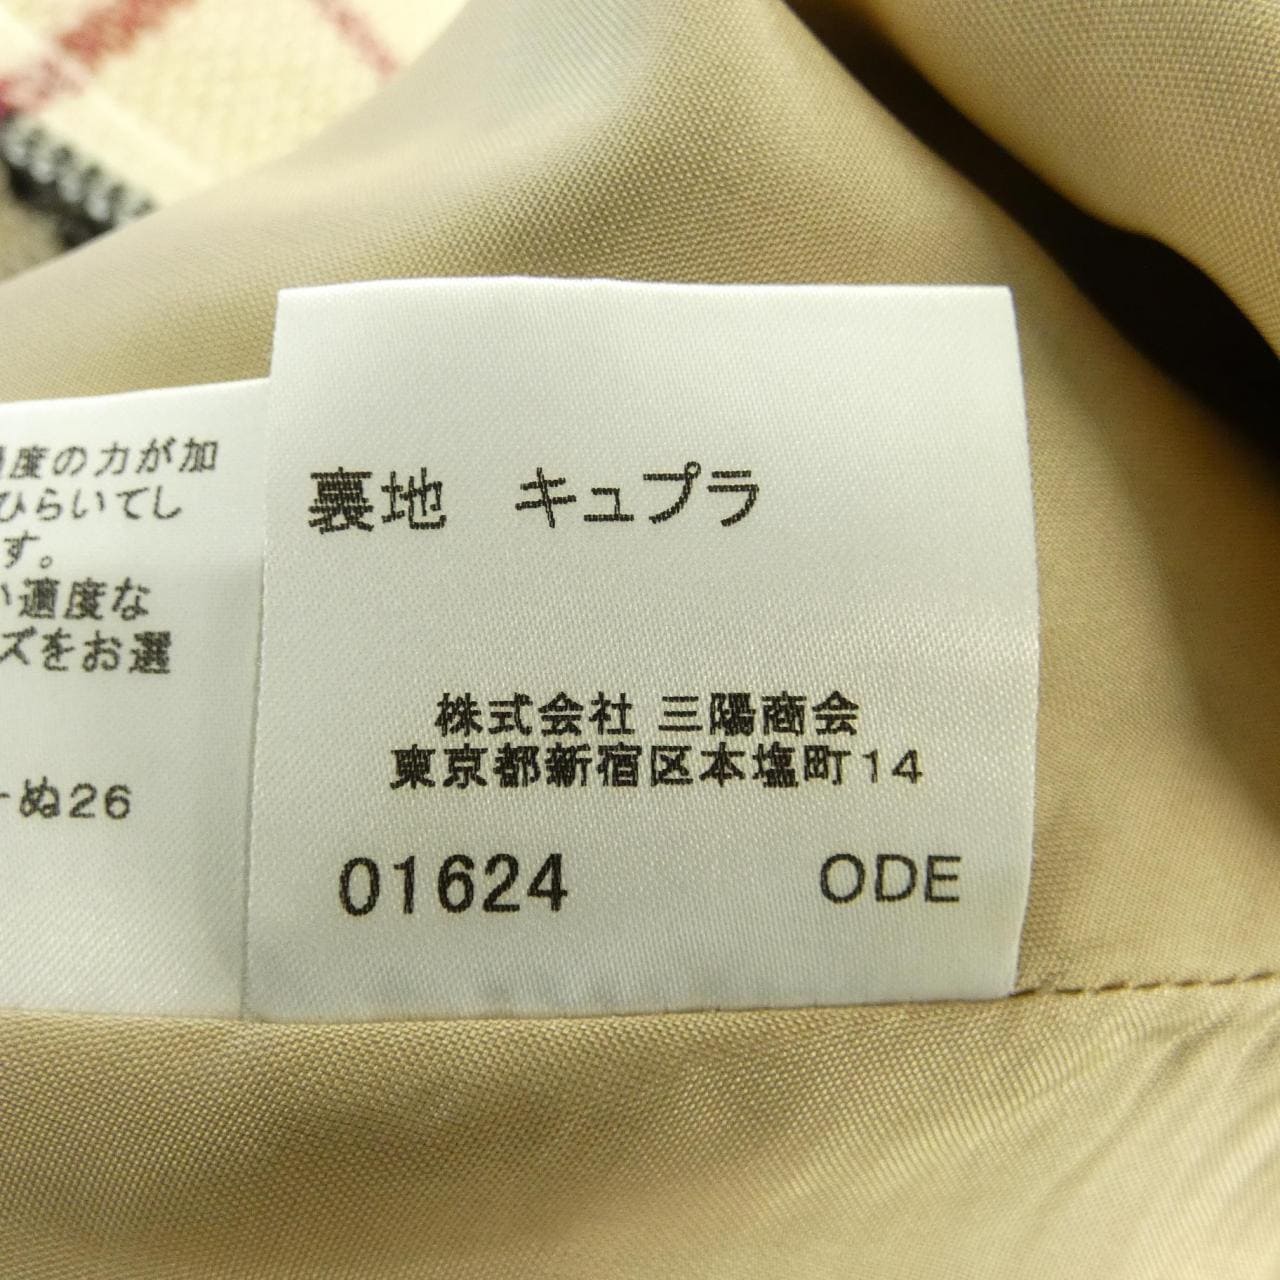 過度の力が加
ひらいてし
す。
い適度な
ズをお選
ぬ26
裏地　キュプラ
株式会社 三陽商会
東京都新宿区本塩町14
01624 ODE